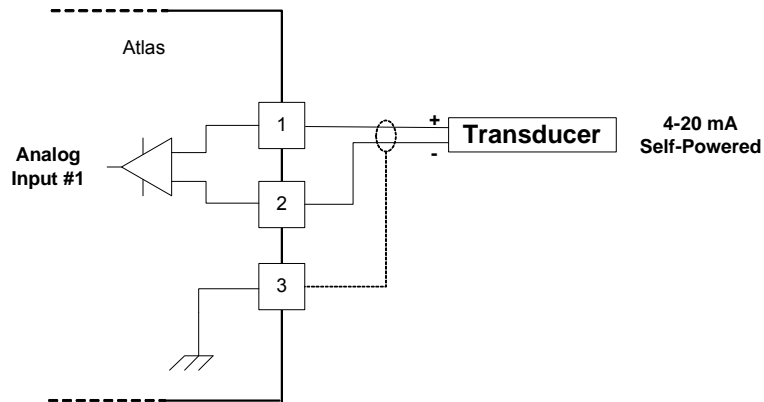 Atlas
1
+
Transducer
4-20 mA
Self-Powered
-
Analog
Input #1
2
3